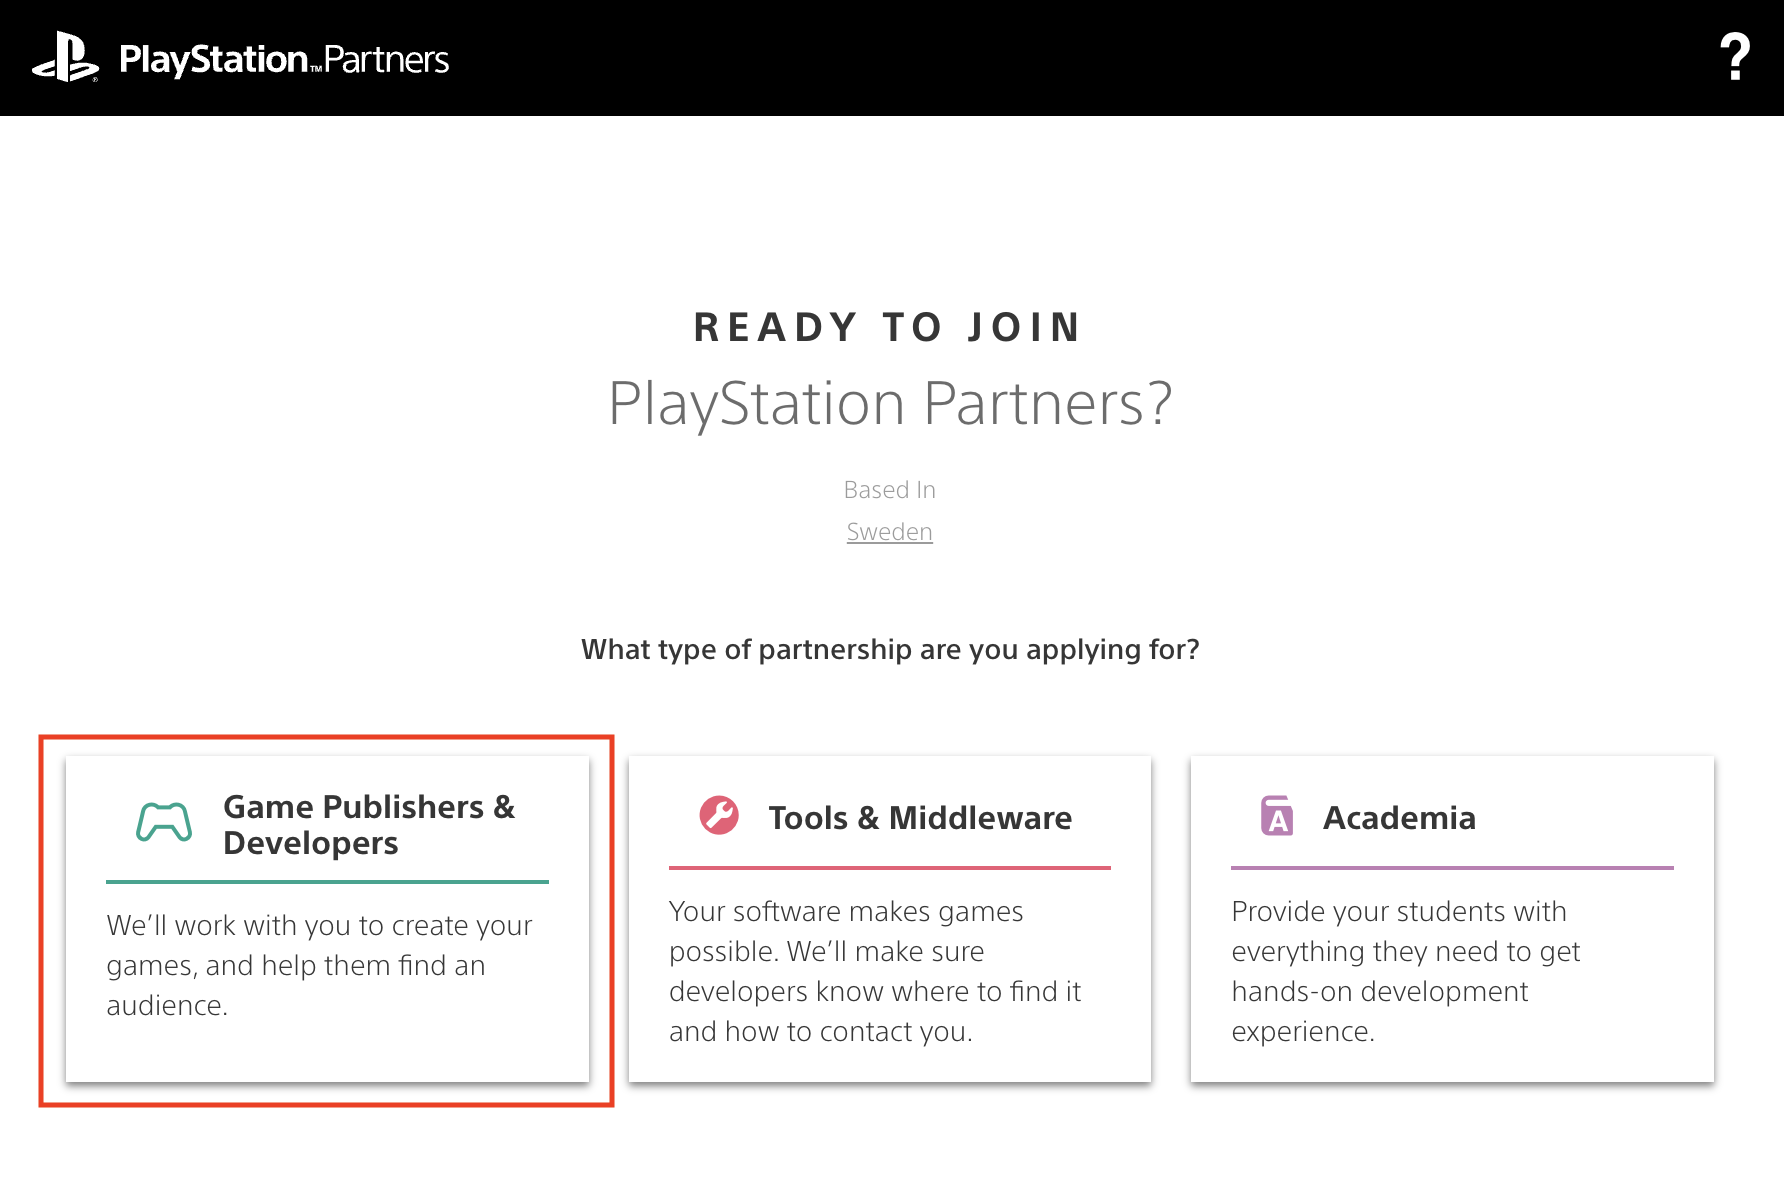 PlayStation™Partners
?
READY TO JOIN
PlayStation Partners?
Based In
Sweden
What type of partnership are you applying for?
Game Publishers &
Developers
We’ll work with you to create your
games, and help them find an
audience.
Tools & Middleware
Your software makes games
possible. We’ll make sure
developers know where to find it
and how to contact you.
A
Academia
Provide your students with
everything they need to get
hands-on development
experience.